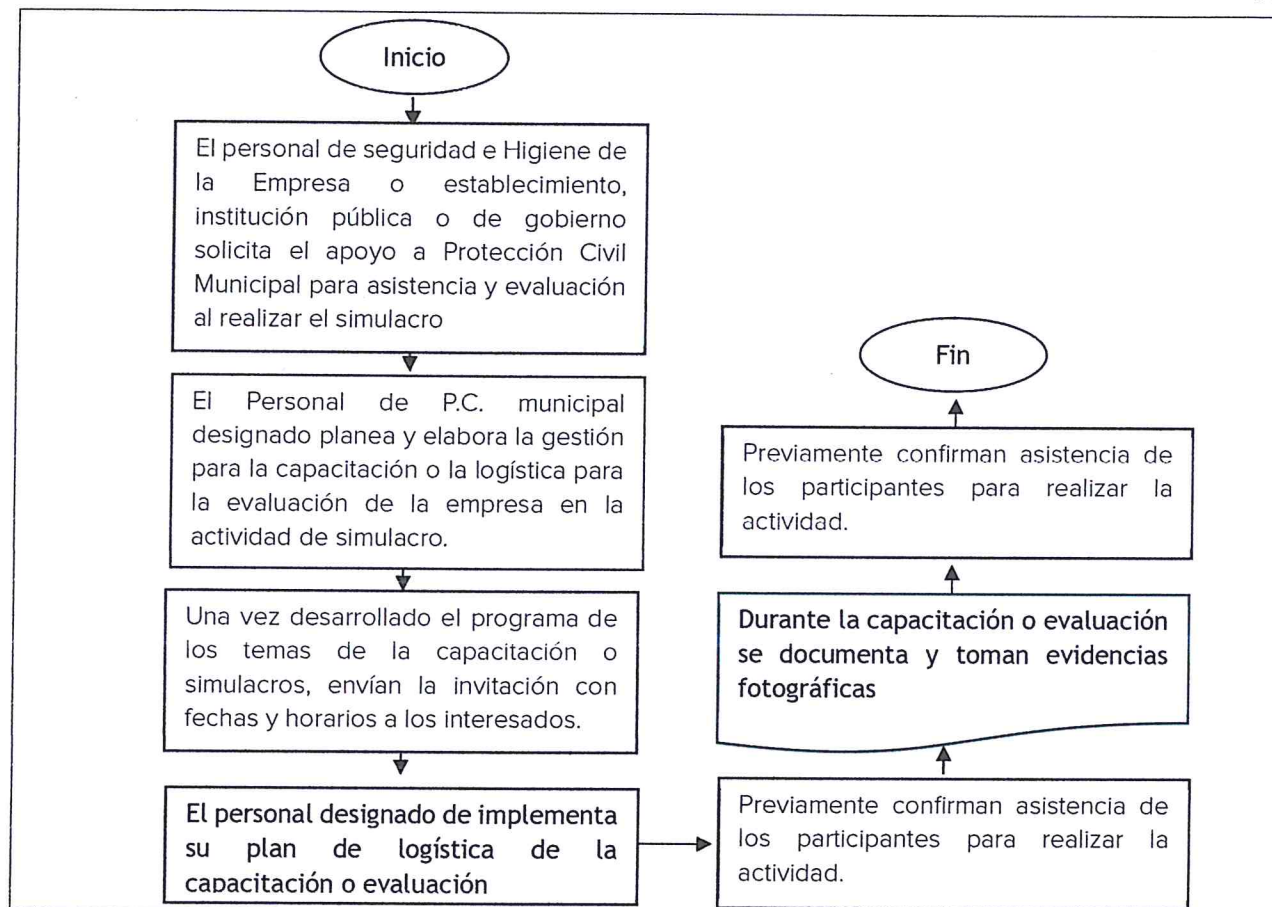 Inicio
El personal de seguridad e Higiene de
la Empresa o establecimiento,
institución pública o de gobierno
solicita el apoyo a Protección Civil
Municipal para asistencia y evaluación
al realizar el simulacro
El Personal de P.C. municipal
designado planea y elabora la gestión
para la capacitación o la logística para
la evaluación de la empresa en la
actividad de simulacro.
Una vez desarrollado el programa de
los temas de la capacitación o
simulacros, envían la invitación con
fechas y horarios a los interesados.
El personal designado de implementa
su plan de logística de la
capacitación o evaluación
Previamente confirman asistencia de
los participantes para realizar la
actividad.
Durante la capacitación o evaluación
se documenta y toman evidencias
fotográficas
Previamente confirman asistencia de
los participantes para realizar la
actividad.
Fin